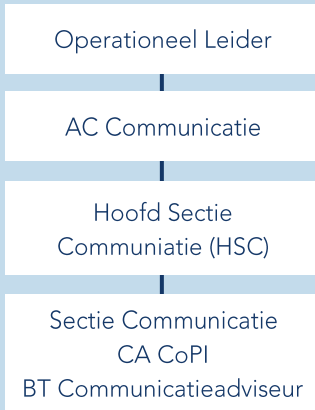 Operationeel Leider
AC Communicatie
Hoofd Sectie
Communiatie (HSC)
Sectie Communicatie
CA CoPI
BT Communicatieadviseur